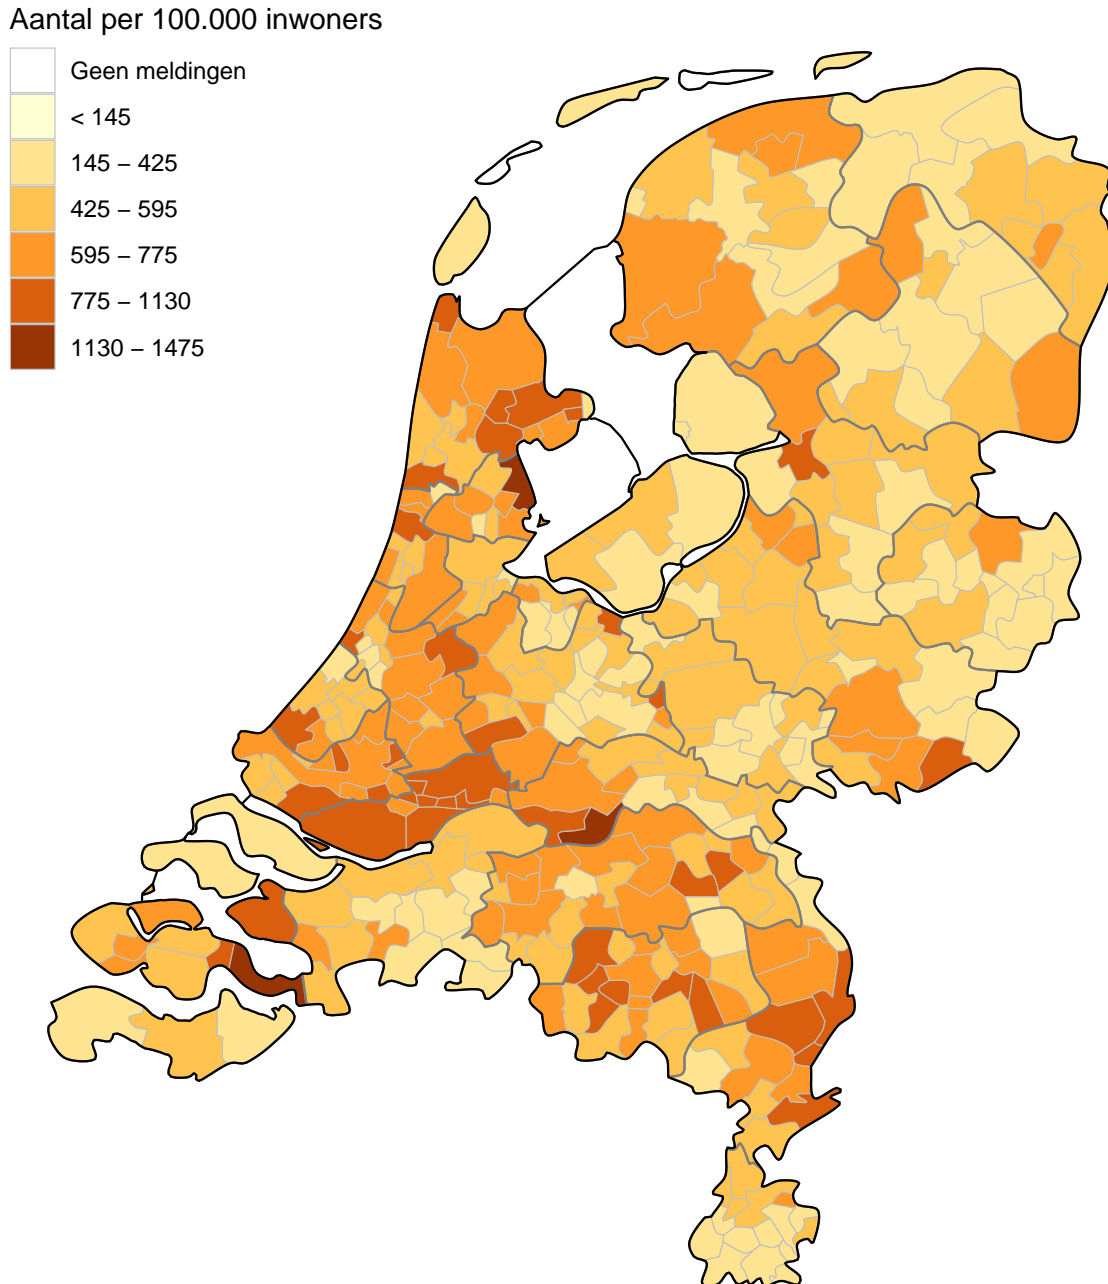 Aantal per 100.000 inwoners
Geen meldingen
< 145
145 − 425
425 − 595
595 − 775
775 − 1130
1130 − 1475